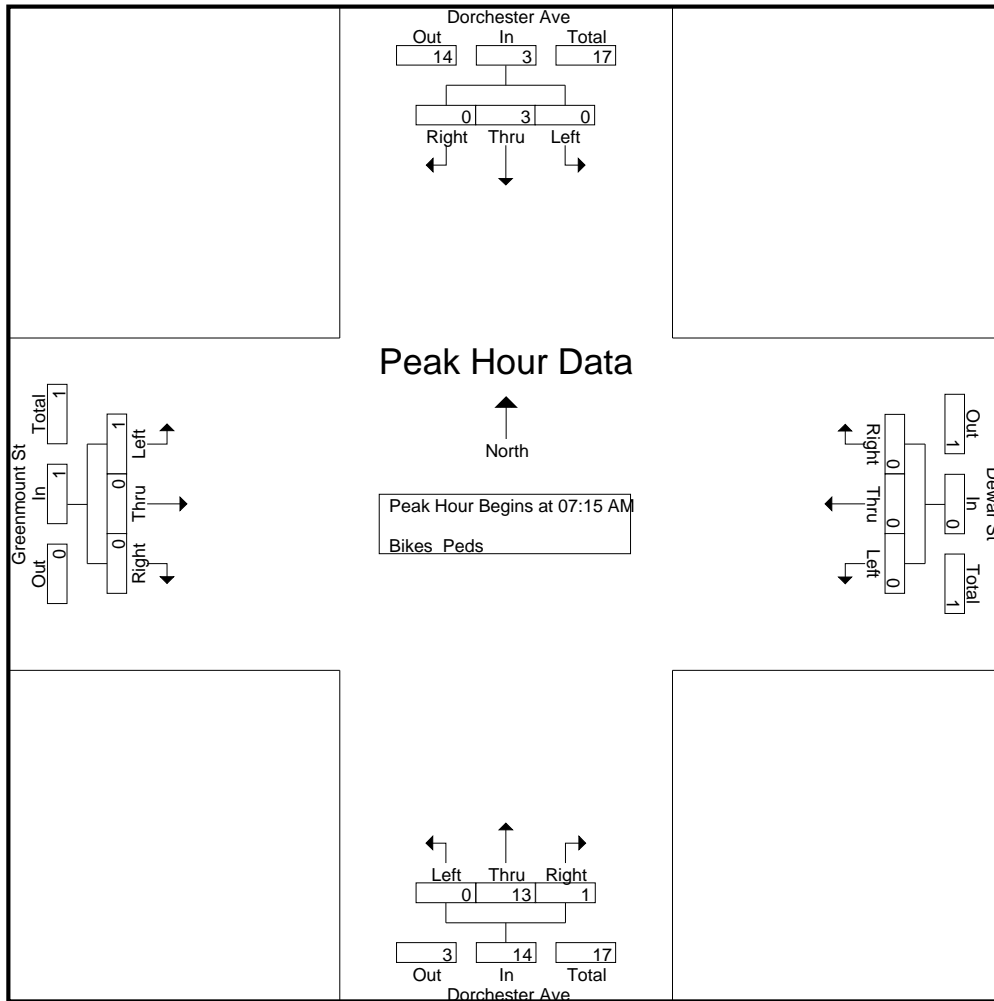 Dorchester Ave
Out In Total
14 3 17
0 3 0
Right Thru Left
Peak Hour Data
North
Peak Hour Begins at 07:15 AM
Bikes Peds
Greenmount St
Total In Out
1 1 0
1 0 0
Left Thru Right
Dewar St
Out In Total
1 0 1
0 0 0
Right Thru Left
Left Thru Right
0 13 1
3 14 17
Out In Total
Dorchester Ave